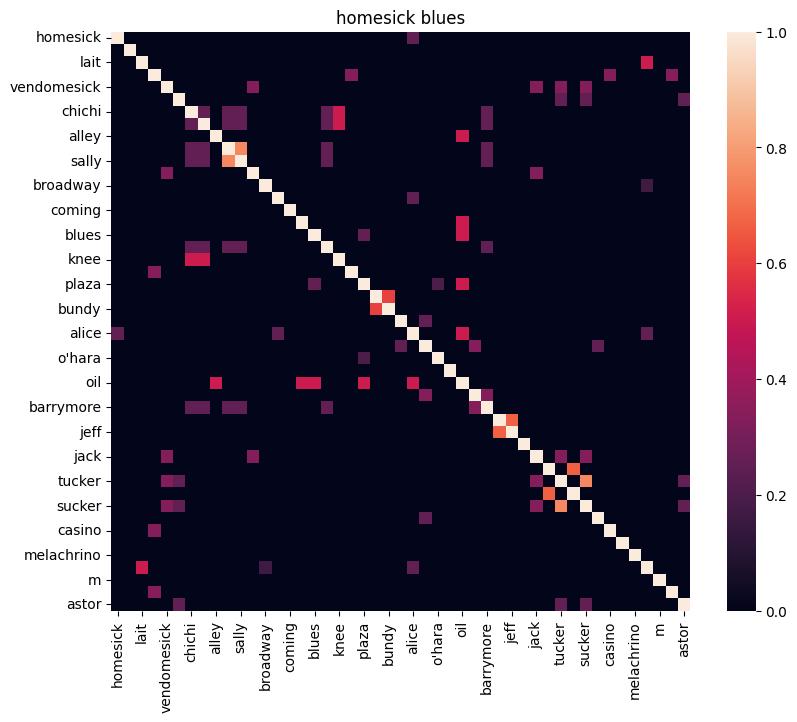 homesick blues
homesick
lait
vendomesick
chichi
alley
sally
broadway
coming
blues
knee
plaza
bundy
alice
o'hara
oil
barrymore
jeff
jack
tucker
sucker
casino
melachrino
m
astor
1.0
0.8
0.6
0.4
0.2
0.0
homesick
lait
vendomesick
chichi
alley
sally
broadway
coming
blues
knee
plaza
bundy
alice
o'hara
oil
barrymore
jeff
jack
tucker
sucker
casino
melachrino
m
astor